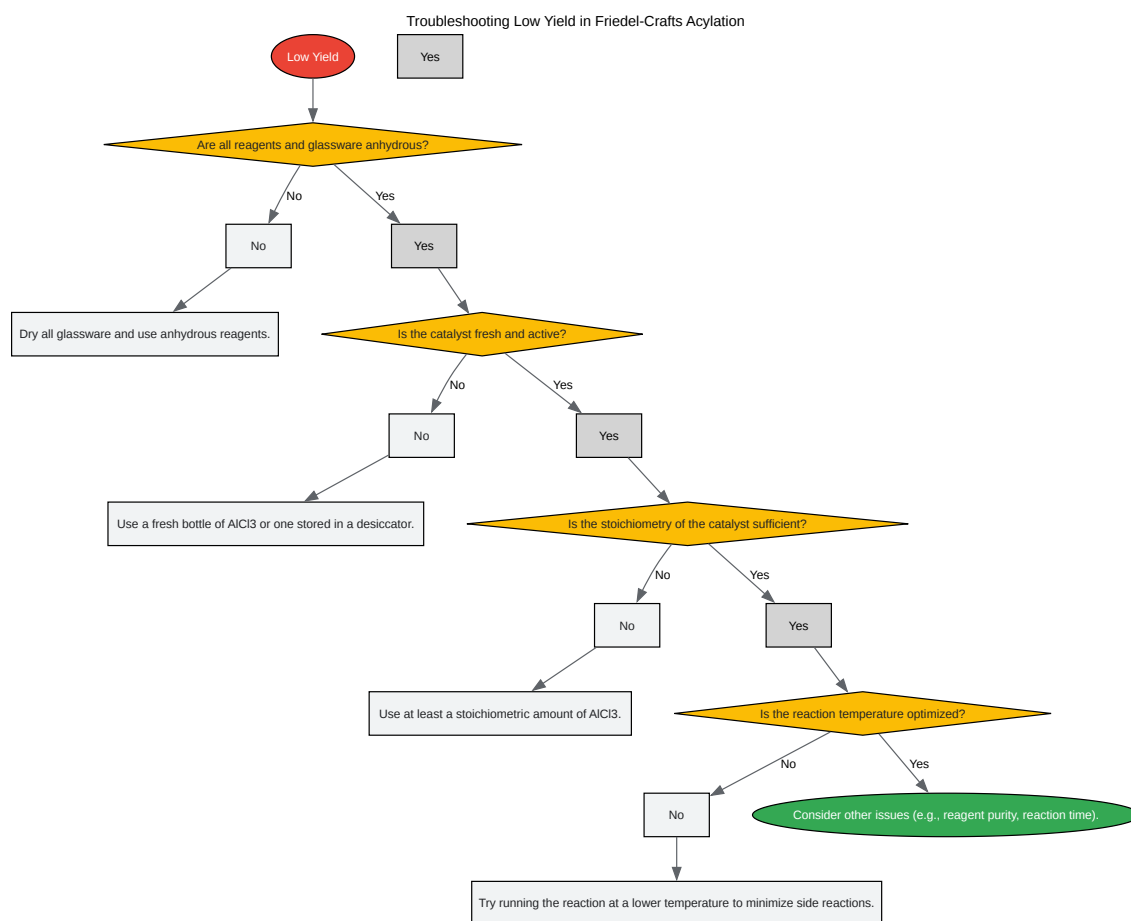 Troubleshooting Low Yield in Friedel-Crafts Acylation
Low Yield
Yes
Are all reagents and glassware anhydrous?
No
Yes
No
Yes
Dry all glassware and use anhydrous reagents.
Is the catalyst fresh and active?
No
Yes
No
Yes
Use a fresh bottle of AlCl3 or one stored in a desiccator.
Is the stoichiometry of the catalyst sufficient?
No
Yes
No
Yes
Use at least a stoichiometric amount of AlCl3.
Is the reaction temperature optimized?
No
Yes
No
Consider other issues (e.g., reagent purity, reaction time).
Try running the reaction at a lower temperature to minimize side reactions.